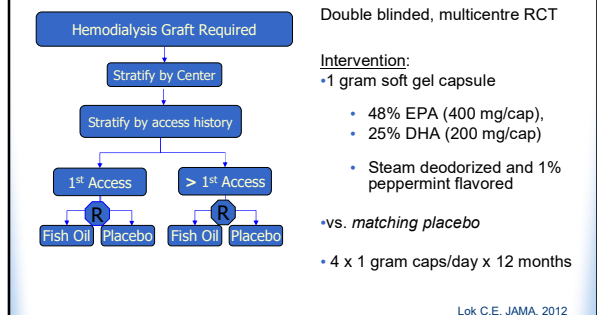 Hemodialysis Graft Required
Stratify by Center
Stratify by access history
1st Access
> 1st Access
R
R
Fish Oil
Placebo
Fish Oil
Placebo
Double blinded, multicentre RCT
Intervention:
•1 gram soft gel capsule
• 48% EPA (400 mg/cap),
• 25% DHA (200 mg/cap)
• Steam deodorized and 1%
peppermint flavored
•vs. matching placebo
• 4 x 1 gram caps/day x 12 months
Lok C.E. JAMA. 2012